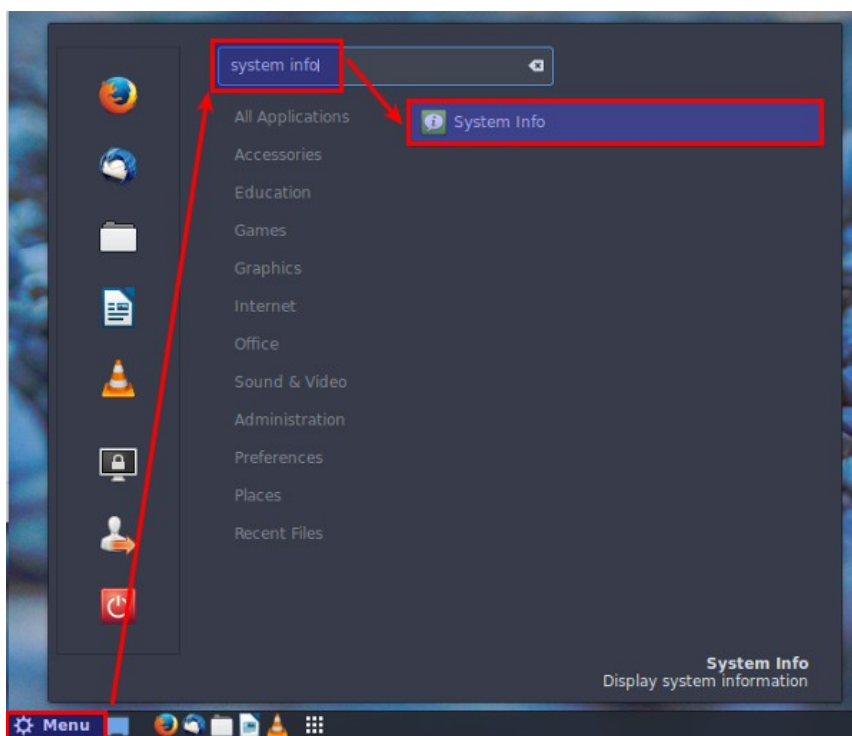 system info
All Applications
System Info
Accessories
Education
Games
Graphics
Internet
Office
Sound & Video
Administration
Preferences
Places
Recent Files
System Info
Display system information
Menu